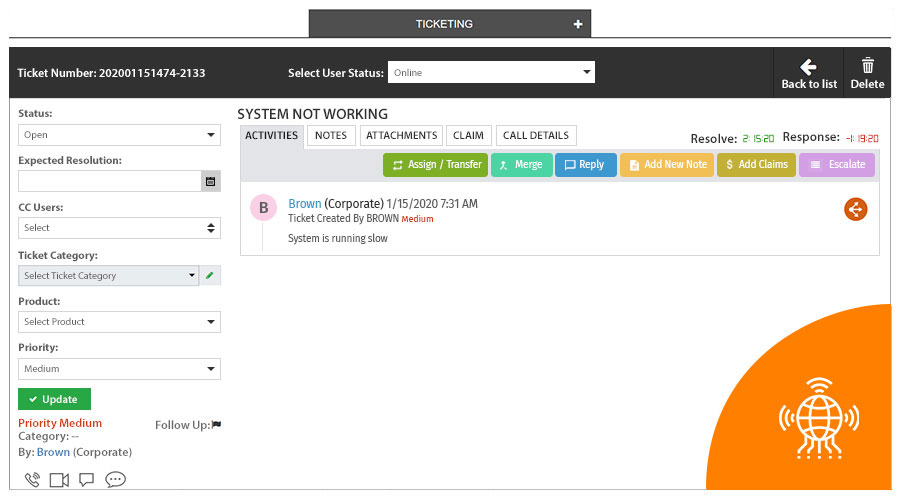 TICKETING +
Ticket Number: 202001151474-2133
Select User Status: Online
Back to list
Delete
Status:
Open
Expected Resolution:
CC Users:
Select
Ticket Category:
Select Ticket Category
Product:
Select Product
Priority:
Medium
Update
Priority Medium
Follow Up:
Category: --
By: Brown (Corporate)
SYSTEM NOT WORKING
ACTIVITIES NOTES ATTACHMENTS CLAIM CALL DETAILS
Resolve: 2:15:20 Response: -1:19:20
Assign / Transfer Merge Reply Add New Note $ Add Claims Escalate
B
Brown (Corporate) 1/15/2020 7:31 AM
Ticket Created By BROWN Medium
System is running slow